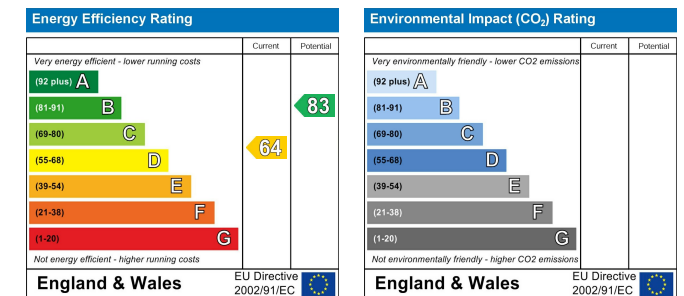 Energy Efficiency Rating
Current Potential
Very energy efficient - lower running costs
(92 plus) A
(81-91) B
(69-80) C
(55-68) D
(39-54) E
(21-38) F
(1-20) G
83
64
Not energy efficient - higher running costs
England & Wales
EU Directive
2002/91/EC
Environmental Impact (CO₂) Rating
Current Potential
Very environmentally friendly - lower CO2 emissions
(92 plus) A
(81-91) B
(69-80) C
(55-68) D
(39-54) E
(21-38) F
(1-20) G
Not environmentally friendly - higher CO2 emissions
England & Wales
EU Directive
2002/91/EC